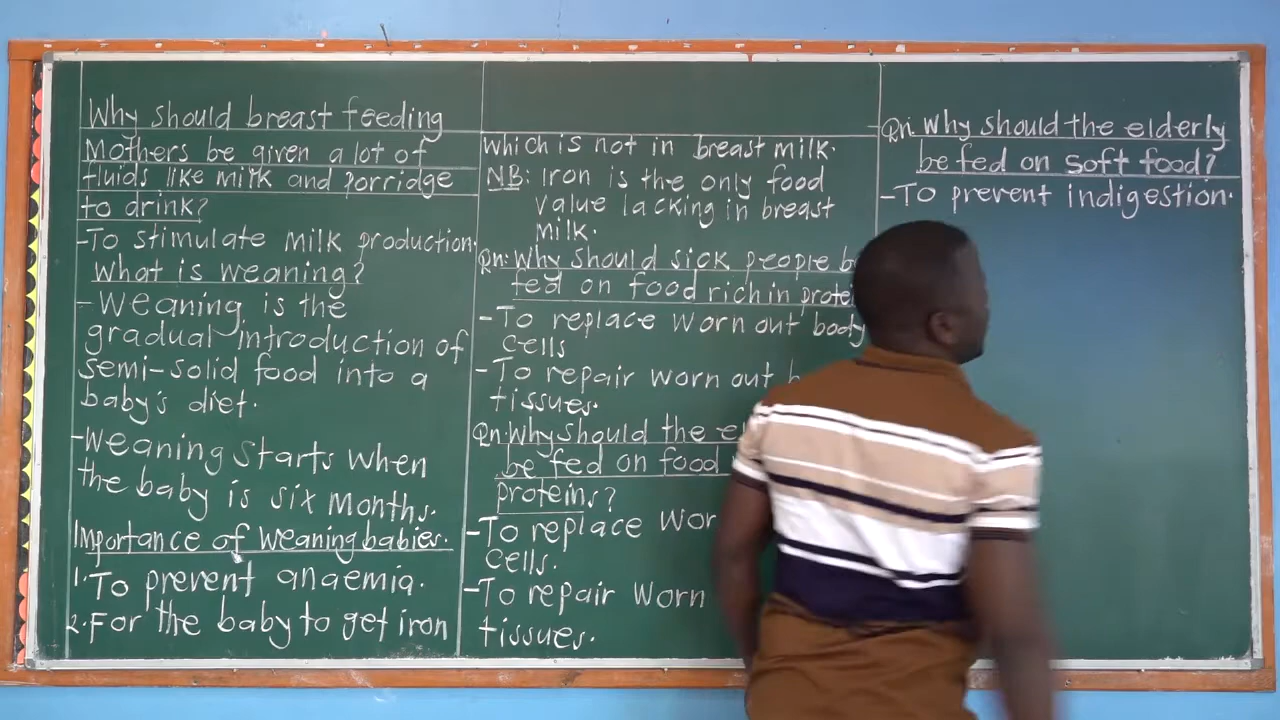 Why should breast feeding
Mothers be given a lot of
fluids like milk and porridge
to drink?
-To stimulate milk production.
What is weaning?
- Weaning is the
gradual introduction of
semi-solid food into a
baby's diet.
-Weaning starts when
the baby is six months.
Importance of weaning babies.
1. To prevent anaemia.
2. For the baby to get iron
which is not in breast milk.
NB: Iron is the only food
value lacking in breast
milk.
Qn: Why should sick people
fed on food rich in
- To replace worn out body
cells
- To repair worn out
tissues.
Qn: Why should the
be fed on food
proteins?
- To replace
cells.
- To repair worn
tissues.
Qn. Why should the elderly
be fed on soft food?
- To prevent indigestion.